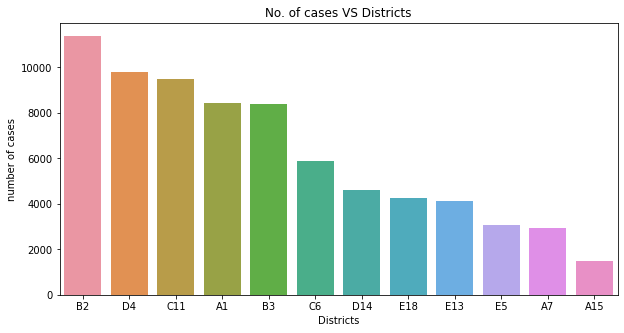 No. of cases VS Districts
number of cases
10000
8000
6000
4000
2000
0
B2 D4 C11 A1 B3 C6 D14 E18 E13 E5 A7 A15
Districts